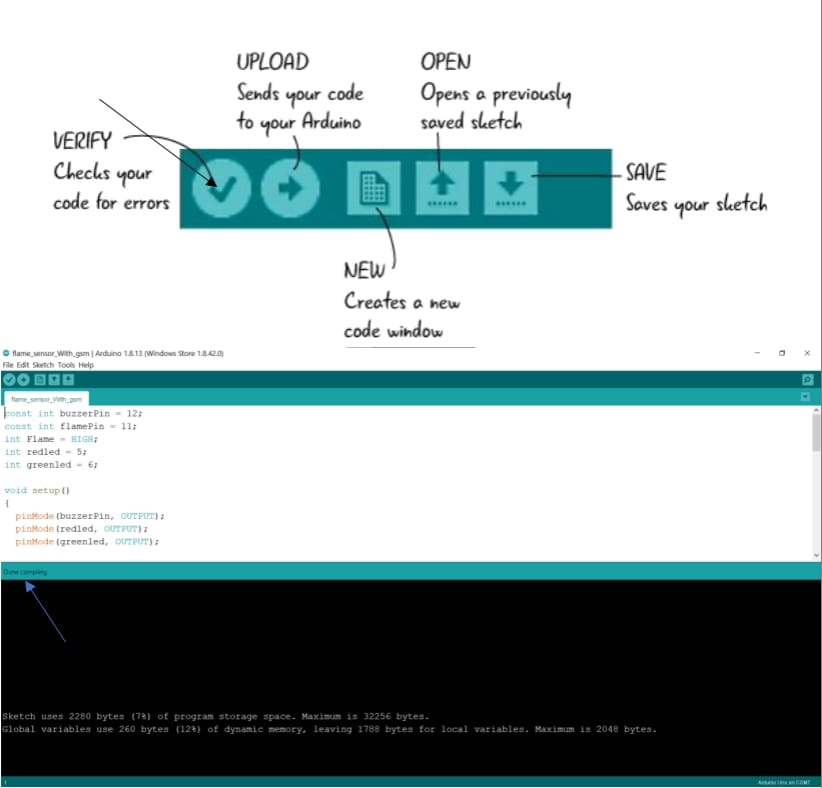 UPLOAD
Sends your code
to your Arduino
OPEN
Opens a previously
saved sketch
VERIFY
Checks your
code for errors
SAVE
Saves your sketch
NEW
Creates a new
code window
flame_sensor_With_gsm | Arduino 1.8.13 (Windows Store 1.8.42.0)
File Edit Sketch Tools Help
flame_sensor_With_gsm
const int buzzerPin = 12;
const int flamePin = 11;
int Flame = HIGH;
int redled = 5;
int greenled = 6;
void setup()
{
pinMode(buzzerPin, OUTPUT);
pinMode(redled, OUTPUT);
pinMode(greenled, OUTPUT);
Done compiling.
Sketch uses 2280 bytes (7%) of program storage space. Maximum is 32256 bytes.
Global variables use 260 bytes (12%) of dynamic memory, leaving 1788 bytes for local variables. Maximum is 2048 bytes.
1
Arduino Uno on COM7